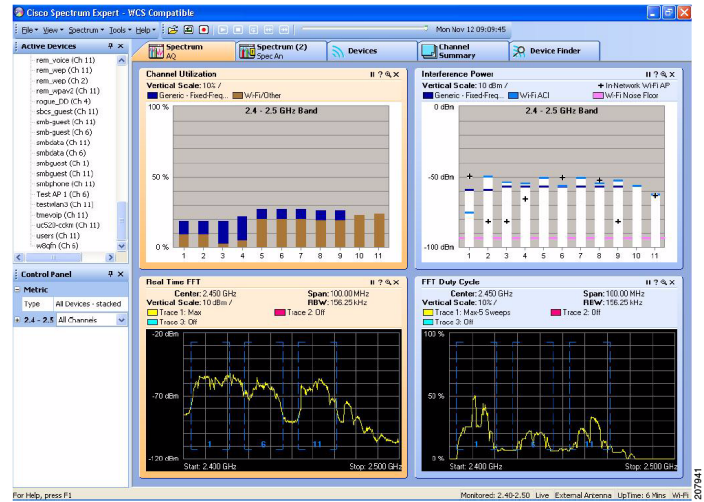 Cisco Spectrum Expert - WCS Compatible
File View Spectrum Tools Help
Mon Nov 12 09:09:45
Active Devices
rem_voice (Ch 11)
rem_wep (Ch 11)
rem_wep (Ch 2)
rem_wpav2 (Ch 11)
rogue_DD (Ch 4)
sbcs_guest (Ch 11)
smb-guest (Ch 11)
smb-guest (Ch 6)
smbdata (Ch 11)
smbdata (Ch 6)
smbguest (Ch 1)
smbguest (Ch 11)
smbphone (Ch 11)
Test AP 1 (Ch 6)
testwlan3 (Ch 11)
tmevoip (Ch 11)
uc520-cckm (Ch 11)
users (Ch 11)
w8qfn (Ch 6)
Control Panel
Metric
Type All Devices - stacked
2.4 - 2.5 All Channels
Spectrum
AQ
Spectrum (2)
Spec An
Devices
Channel
Summary
Device Finder
Channel Utilization
Vertical Scale: 10% /
Generic - Fixed-Freq... Wi-Fi/Other
100 %
2.4 - 2.5 GHz Band
50 %
0 %
1 2 3 4 5 6 7 8 9 10 11
Interference Power
Vertical Scale: 10 dBm / In Network Wi-Fi AP
Generic - Fixed-Freq... Wi-Fi ACI Wi-Fi Noise Floor
0 dBm
2.4 - 2.5 GHz Band
-50 dBm
-100 dBm
1 2 3 4 5 6 7 8 9 10 11
Real Time FFT
Center: 2.450 GHz Span: 100.00 MHz
Vertical Scale: 10 dBm / RBW: 156.25 kHz
Trace 1: Max Trace 2: Off
Trace 3: Off
-20 dBm
-70 dBm
-120 dBm
1 6 11
Start: 2.400 GHz Stop: 2.500 GHz
FFT Duty Cycle
Center: 2.450 GHz Span: 100.00 MHz
Vertical Scale: 10% / RBW: 156.25 kHz
Trace 1: Max-5 Sweeps Trace 2: Off
Trace 3: Off
100 %
50 %
0 %
1 6 11
Start: 2.400 GHz Stop: 2.500 GHz
For Help, press F1
Monitored: 2.40-2.50 Live External Antenna UpTime: 6 Mins Wi-Fi
207941